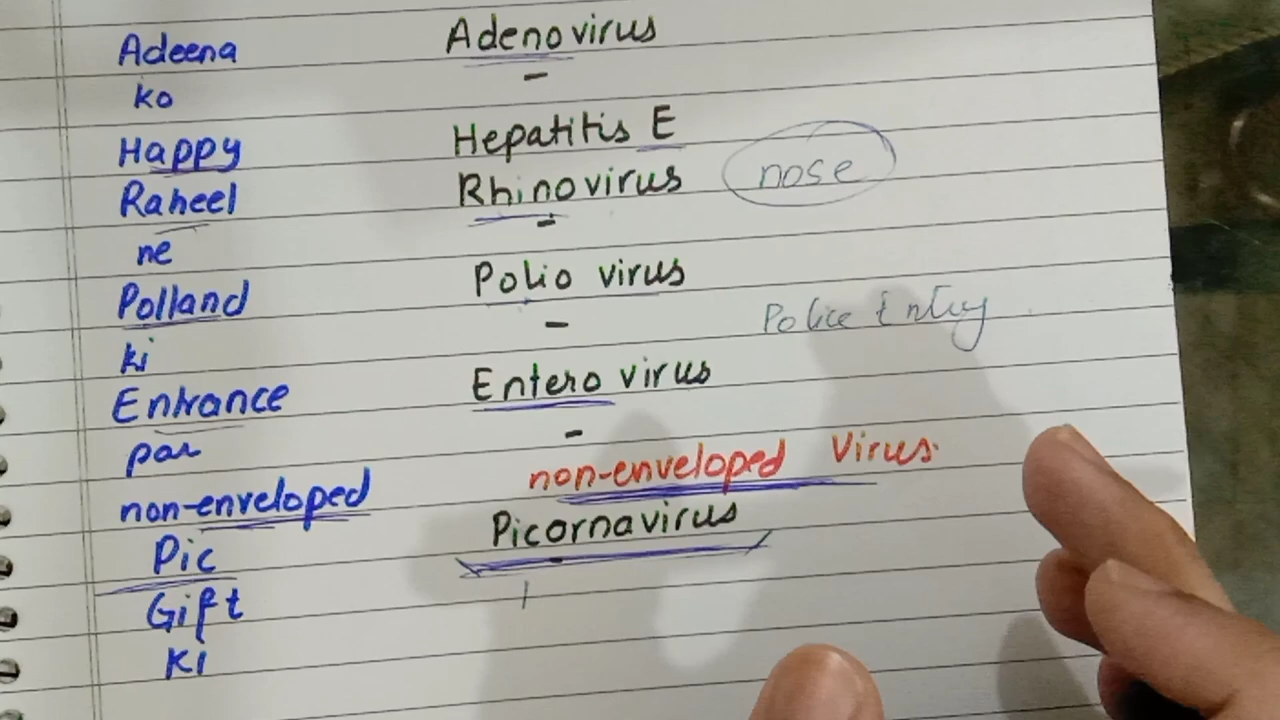 Adeena Adenovirus
ko -
Happy Hepatitis E
Raheel Rhinovirus nose
ne -
Polland Polio virus
ki - Police Entry
Entrance Entero virus
par -
non-enveloped non-enveloped Virus.
Pic Picornavirus
Gift
Ki